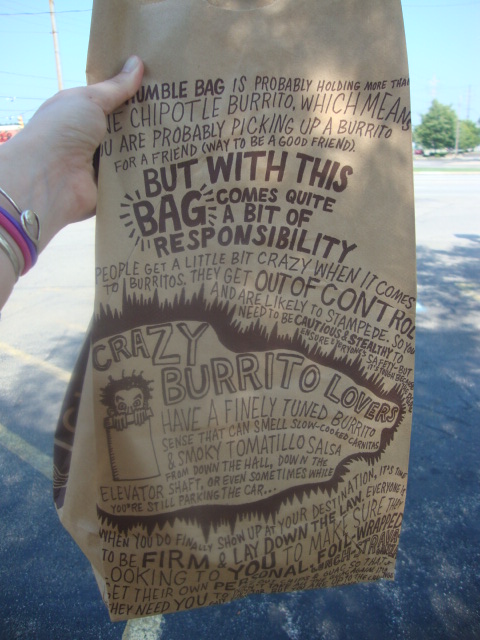 HUMBLE BAG IS PROBABLY HOLDING MORE THAN
CHIPOTLE BURRITO, WHICH MEANS
ARE PROBABLY PICKING UP A BURRITO
FOR A FRIEND (WAY TO BE A GOOD FRIEND).
BUT WITH THIS
BAG COMES QUITE
A BIT OF
RESPONSIBILITY
PEOPLE GET A LITTLE BIT CRAZY WHEN IT COMES
TO BURRITOS. THEY GET OUT OF CONTROL
AND ARE LIKELY TO STAMPEDE. SO YOU
NEED TO BE CAUTIOUS & STEALTHY TO
ENSURE EVERYONE'S SAFETY-BUT
CRAZY
BURRITO LOVERS
HAVE A FINELY TUNED BURRITO
SENSE THAT CAN SMELL SLOW-COOKED CARNITAS
& SMOKY TOMATILLO SALSA
FROM DOWN THE HALL, DOWN THE
ELEVATOR SHAFT, OR EVEN SOMETIMES WHILE
YOU'RE STILL PARKING THE CAR...
WHEN YOU DO FINALLY SHOW UP AT YOUR DESTINATION, IT'S TIME
TO BE FIRM & LAY DOWN THE LAW. EVERYONE IS
LOOKING TO YOU TO MAKE SURE THEY
GET THEIR OWN PERSONAL, FOIL-WRAPPED
THEY NEED YOU